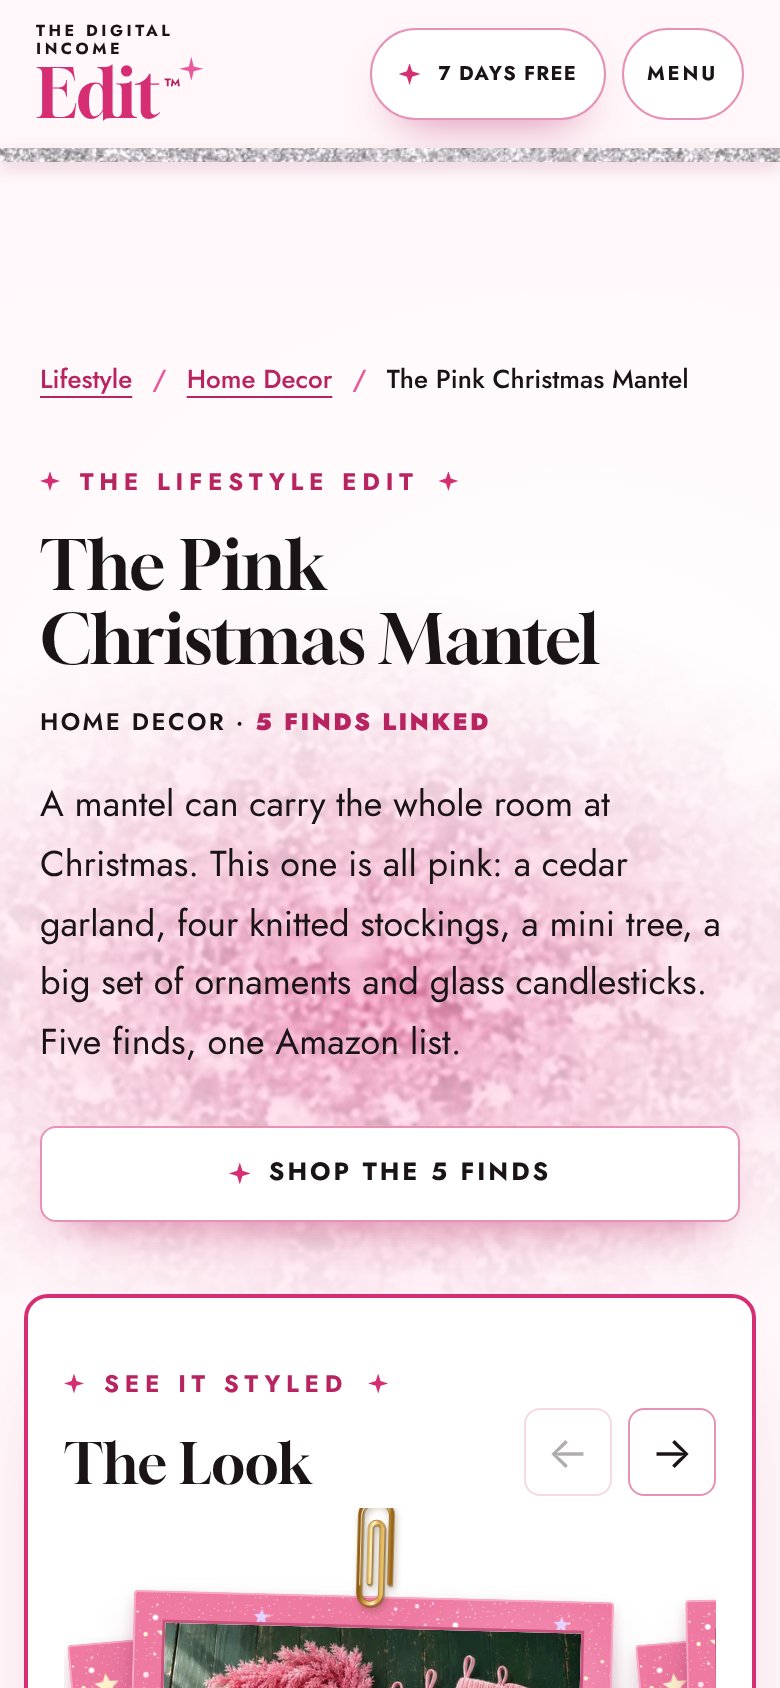 THE DIGITAL
INCOME
Edit™
7 DAYS FREE
MENU
Lifestyle / Home Decor / The Pink Christmas Mantel
THE LIFESTYLE EDIT
The Pink
Christmas Mantel
HOME DECOR · 5 FINDS LINKED
A mantel can carry the whole room at
Christmas. This one is all pink: a cedar
garland, four knitted stockings, a mini tree, a
big set of ornaments and glass candlesticks.
Five finds, one Amazon list.
SHOP THE 5 FINDS
SEE IT STYLED
The Look